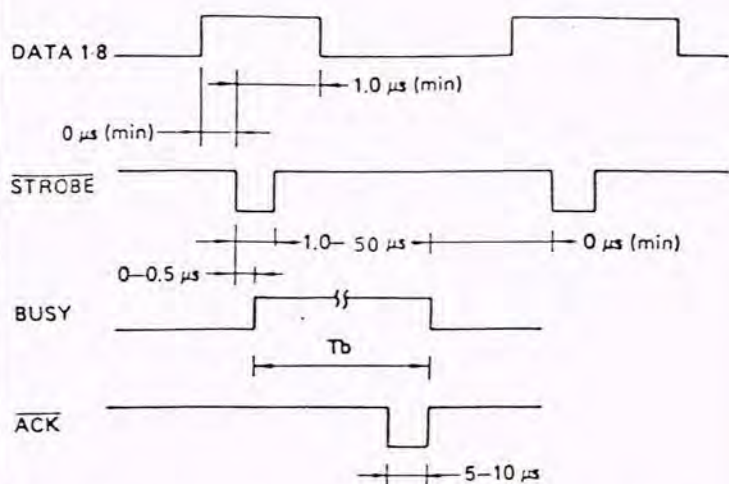 DATA 1-8
1.0 μs (min)
0 μs (min)
STROBE
1.0– 50 μs
0 μs (min)
0–0.5 μs
BUSY
Tb
ACK
5–10 μs